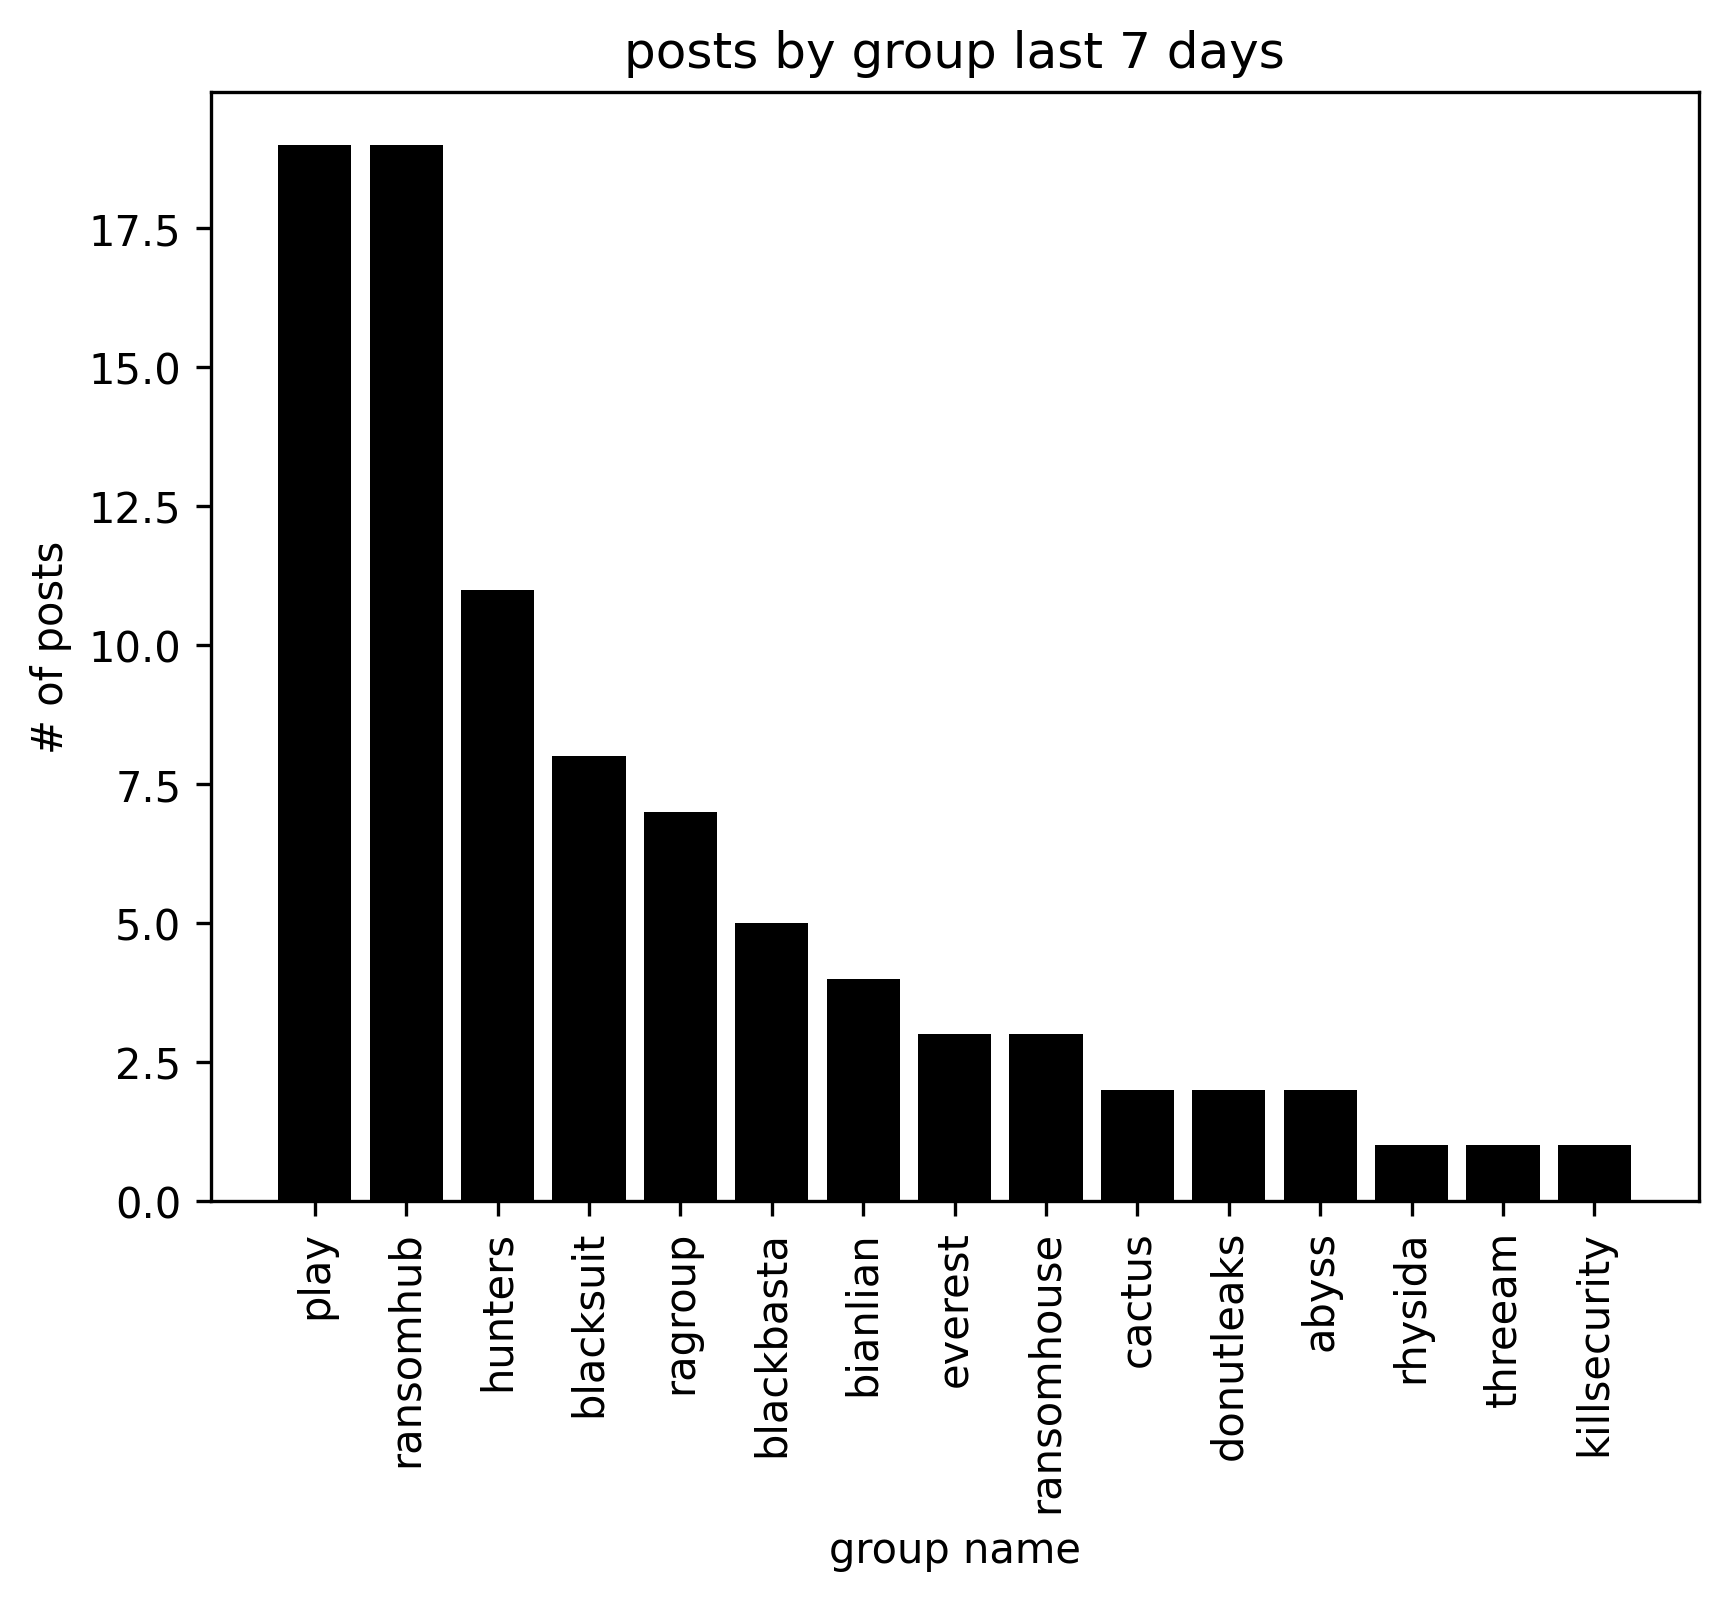 posts by group last 7 days
# of posts
17.5
15.0
12.5
10.0
7.5
5.0
2.5
0.0
play
ransomhub
hunters
blacksuit
ragroup
blackbasta
bianlian
everest
ransomhouse
cactus
donutleaks
abyss
rhysida
threeam
killsecurity
group name